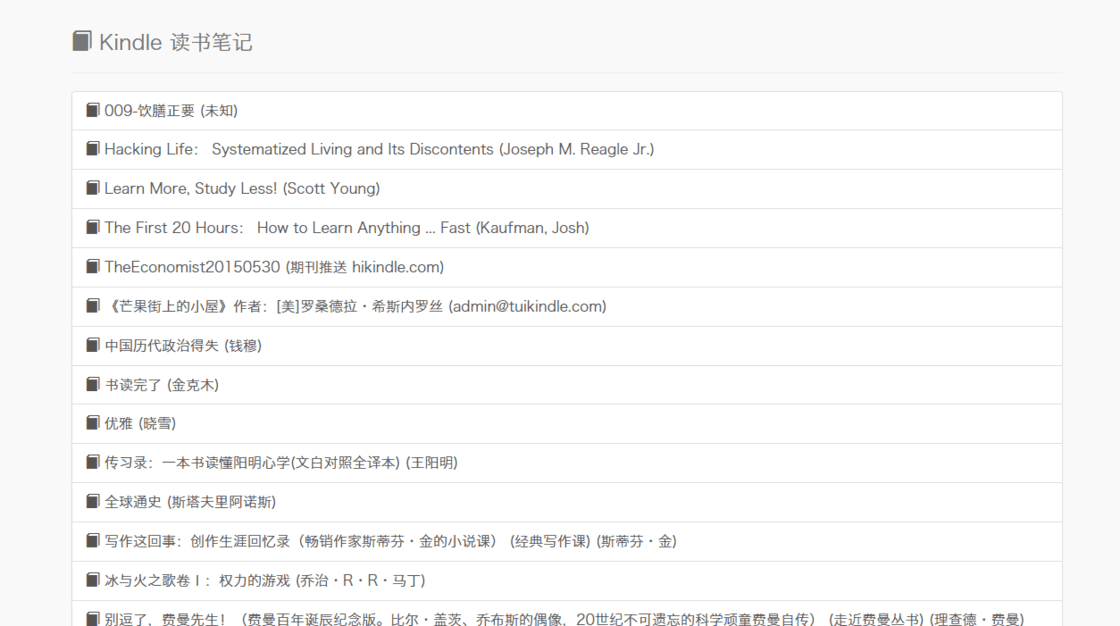 Kindle 读书笔记
009-饮膳正要 (未知)
Hacking Life： Systematized Living and Its Discontents (Joseph M. Reagle Jr.)
Learn More, Study Less! (Scott Young)
The First 20 Hours： How to Learn Anything ... Fast (Kaufman, Josh)
TheEconomist20150530 (期刊推送 hikindle.com)
《芒果街上的小屋》作者：[美]罗桑德拉·希斯内罗丝 (admin@tuikindle.com)
中国历代政治得失 (钱穆)
书读完了 (金克木)
优雅 (晓雪)
传习录：一本书读懂阳明心学(文白对照全译本) (王阳明)
全球通史 (斯塔夫里阿诺斯)
写作这回事：创作生涯回忆录（畅销作家斯蒂芬·金的小说课） (经典写作课) (斯蒂芬·金)
冰与火之歌卷Ⅰ：权力的游戏 (乔治·R·R·马丁)
别逗了，费曼先生！（费曼百年诞辰纪念版。比尔·盖茨、乔布斯的偶像，20世纪不可遗忘的科学顽童费曼自传） (走近费曼丛书) (理查德·费曼)